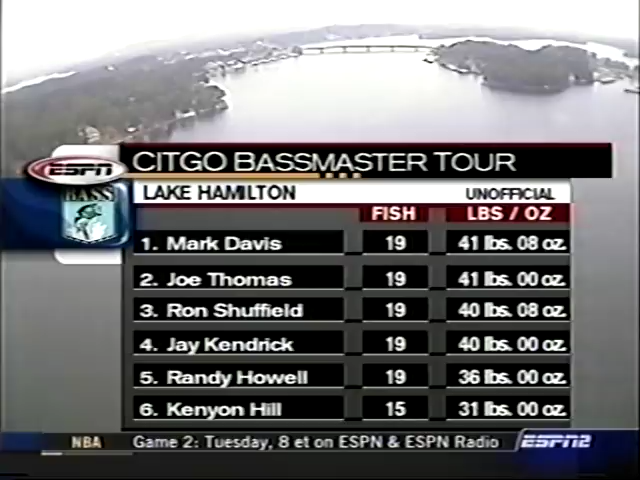 ESPN
CITGO BASSMASTER TOUR
BASS
LAKE HAMILTON UNOFFICIAL
FISH LBS / OZ
1. Mark Davis 19 41 lbs. 08 oz.
2. Joe Thomas 19 41 lbs. 00 oz.
3. Ron Shuffield 19 40 lbs. 08 oz.
4. Jay Kendrick 19 40 lbs. 00 oz.
5. Randy Howell 19 36 lbs. 00 oz.
6. Kenyon Hill 15 31 lbs. 00 oz.
NBA Game 2: Tuesday, 8 et on ESPN & ESPN Radio ESPN2